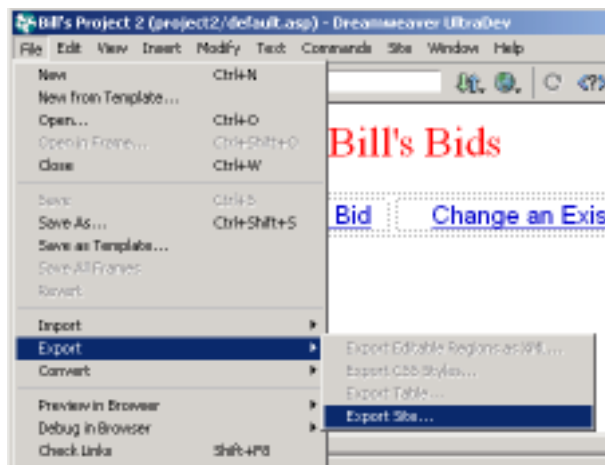 Bill's Project 2 (project2/default.asp) - Dreamweaver UltraDev
File Edit View Insert Modify Text Commands Site Window Help
New Ctrl+N
New from Template...
Open... Ctrl+O
Open in Frame... Ctrl+Shift+O
Close Ctrl+W
Save Ctrl+S
Save As... Ctrl+Shift+S
Save as Template...
Save All Frames
Revert
Import
Export
Convert
Preview in Browser
Debug in Browser
Check Links Shift+F8
Bill's Bids
Bid Change an Exis
Export Editable Regions as XML...
Export CSS Styles...
Export Table...
Export Site...